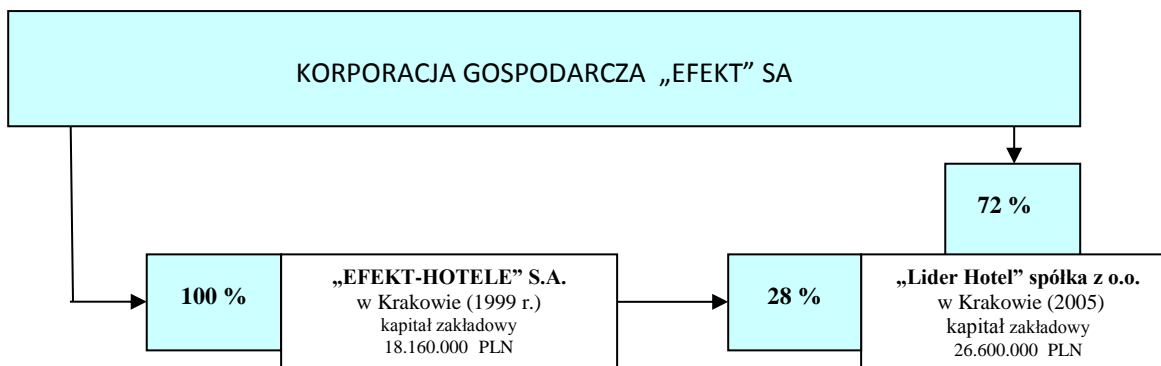 KORPORACJA GOSPODARCZA „EFEKT” SA
72 %
100 %
„EFEKT-HOTELE” S.A.
w Krakowie (1999 r.)
kapitał zakładowy
18.160.000 PLN
28 %
„Lider Hotel” spółka z o.o.
w Krakowie (2005)
kapitał zakładowy
26.600.000 PLN